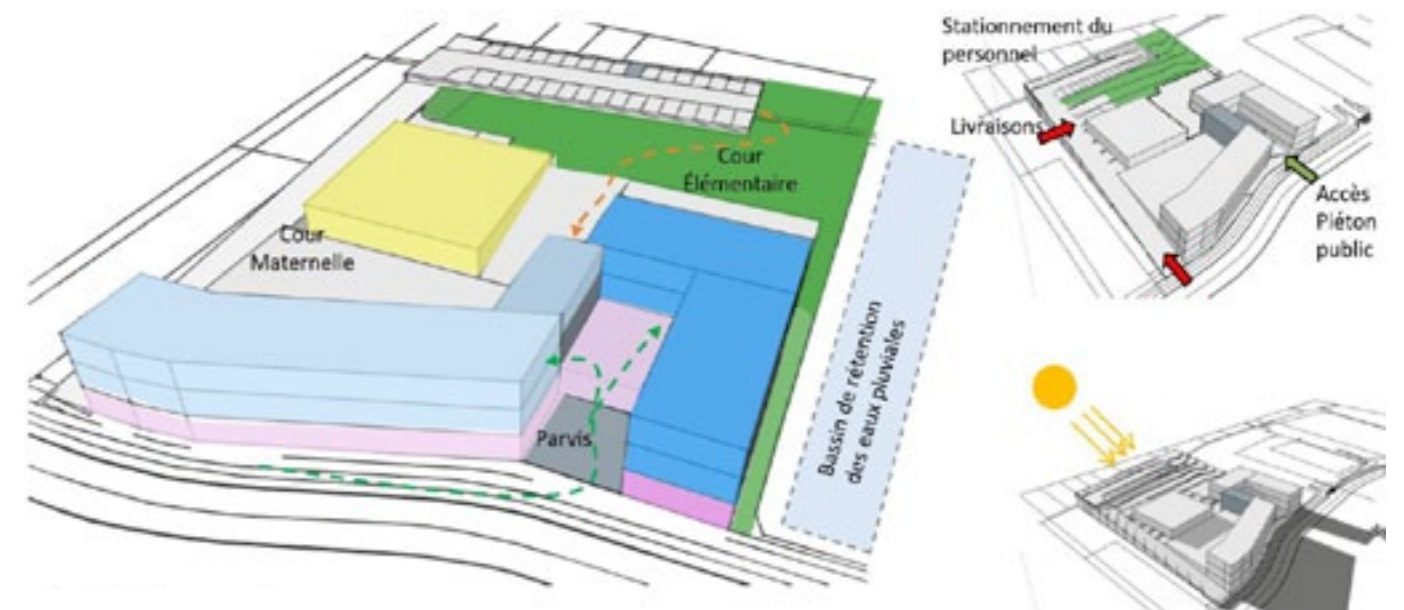 Cour
Élémentaire
Cour
Maternelle
Parvis
Bassin de rétention
des eaux pluviales
Stationnement du
personnel
Livraisons
Accès
Piéton
public